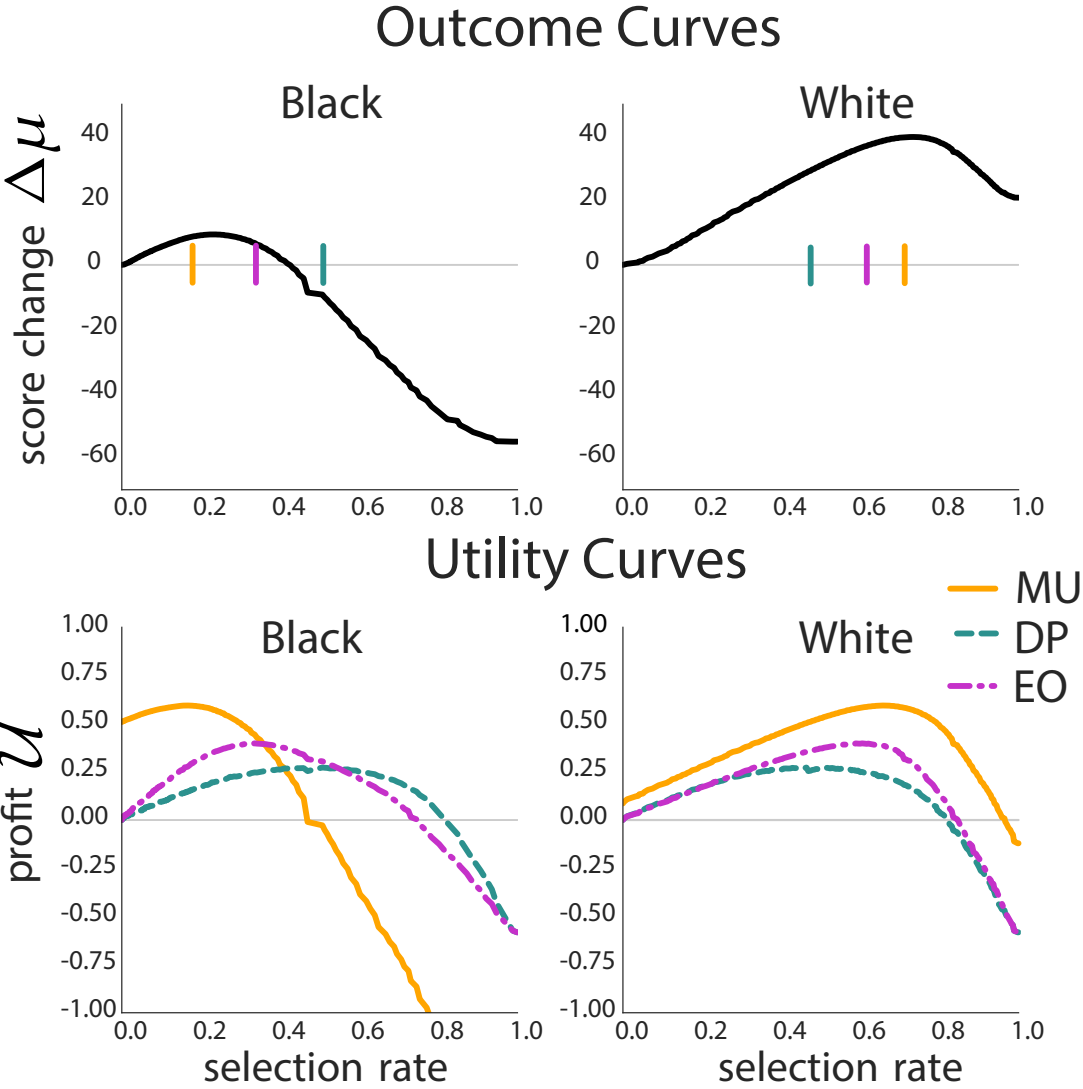 Outcome Curves
Black
White
score change Δμ
40
20
0
-20
-40
-60
0.0 0.2 0.4 0.6 0.8 1.0
40
20
0
-20
-40
-60
0.0 0.2 0.4 0.6 0.8 1.0
Utility Curves
MU
DP
EO
Black
White
profit 𝒰
1.00
0.75
0.50
0.25
0.00
-0.25
-0.50
-0.75
-1.00
0.0 0.2 0.4 0.6 0.8 1.0
selection rate
1.00
0.75
0.50
0.25
0.00
-0.25
-0.50
-0.75
-1.00
0.0 0.2 0.4 0.6 0.8 1.0
selection rate